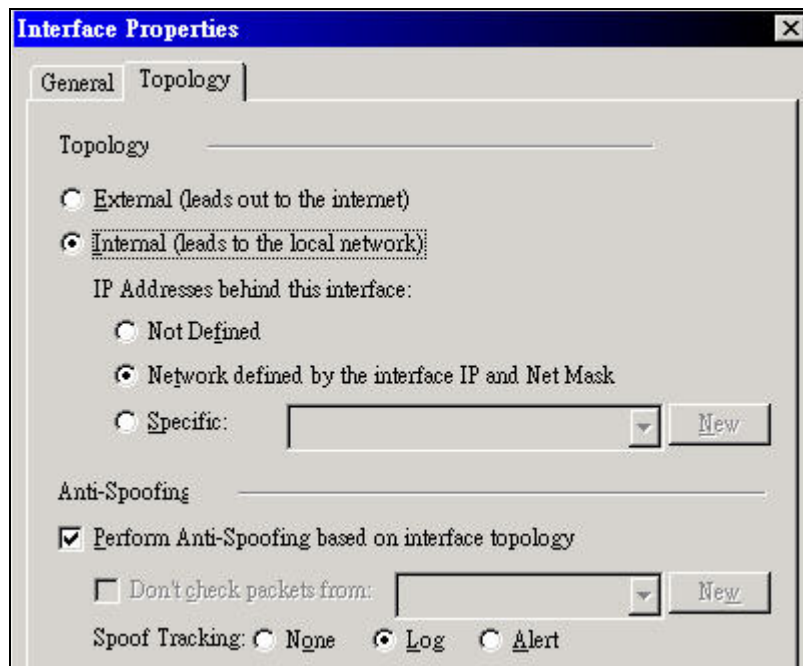 Interface Properties
General Topology
Topology
External (leads out to the internet)
Internal (leads to the local network)
IP Addresses behind this interface:
Not Defined
Network defined by the interface IP and Net Mask
Specific: New
Anti-Spoofing
Perform Anti-Spoofing based on interface topology
Don't check packets from: New
Spoof Tracking: None Log Alert